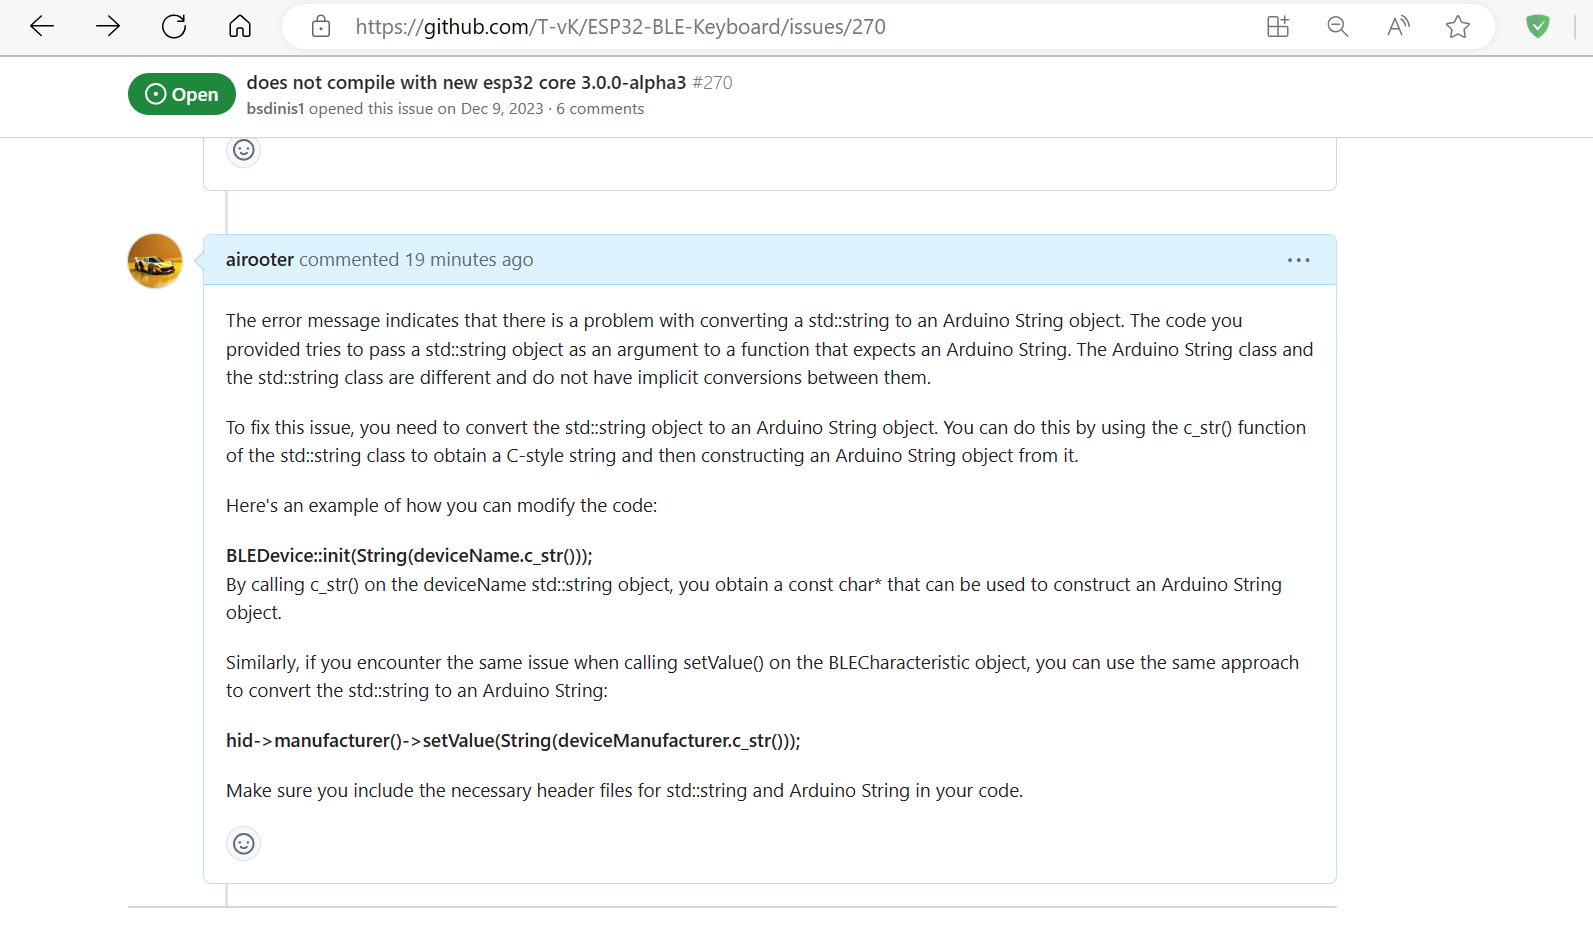 https://github.com/T-vK/ESP32-BLE-Keyboard/issues/270
Open
does not compile with new esp32 core 3.0.0-alpha3 #270
bsdinis1 opened this issue on Dec 9, 2023 · 6 comments
airooter commented 19 minutes ago
The error message indicates that there is a problem with converting a std::string to an Arduino String object. The code you
provided tries to pass a std::string object as an argument to a function that expects an Arduino String. The Arduino String class and
the std::string class are different and do not have implicit conversions between them.
To fix this issue, you need to convert the std::string object to an Arduino String object. You can do this by using the c_str() function
of the std::string class to obtain a C-style string and then constructing an Arduino String object from it.
Here's an example of how you can modify the code:
BLEDevice::init(String(deviceName.c_str()));
By calling c_str() on the deviceName std::string object, you obtain a const char* that can be used to construct an Arduino String
object.
Similarly, if you encounter the same issue when calling setValue() on the BLECharacteristic object, you can use the same approach
to convert the std::string to an Arduino String:
hid->manufacturer()->setValue(String(deviceManufacturer.c_str()));
Make sure you include the necessary header files for std::string and Arduino String in your code.